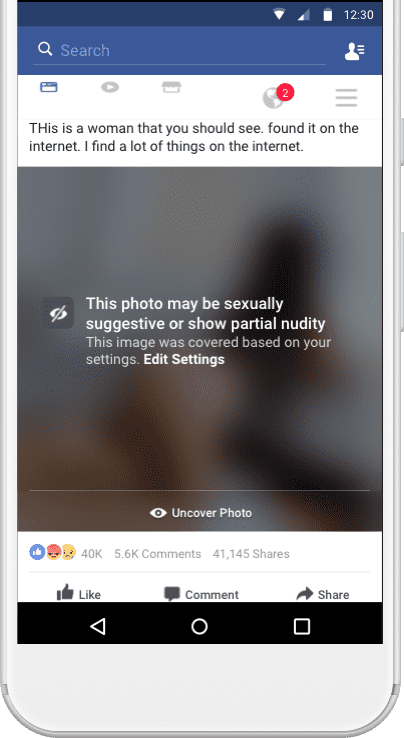 12:30
Search
2
THis is a woman that you should see. found it on the
internet. I find a lot of things on the internet.
This photo may be sexually
suggestive or show partial nudity
This image was covered based on your
settings. Edit Settings
Uncover Photo
40K 5.6K Comments 41,145 Shares
Like Comment Share